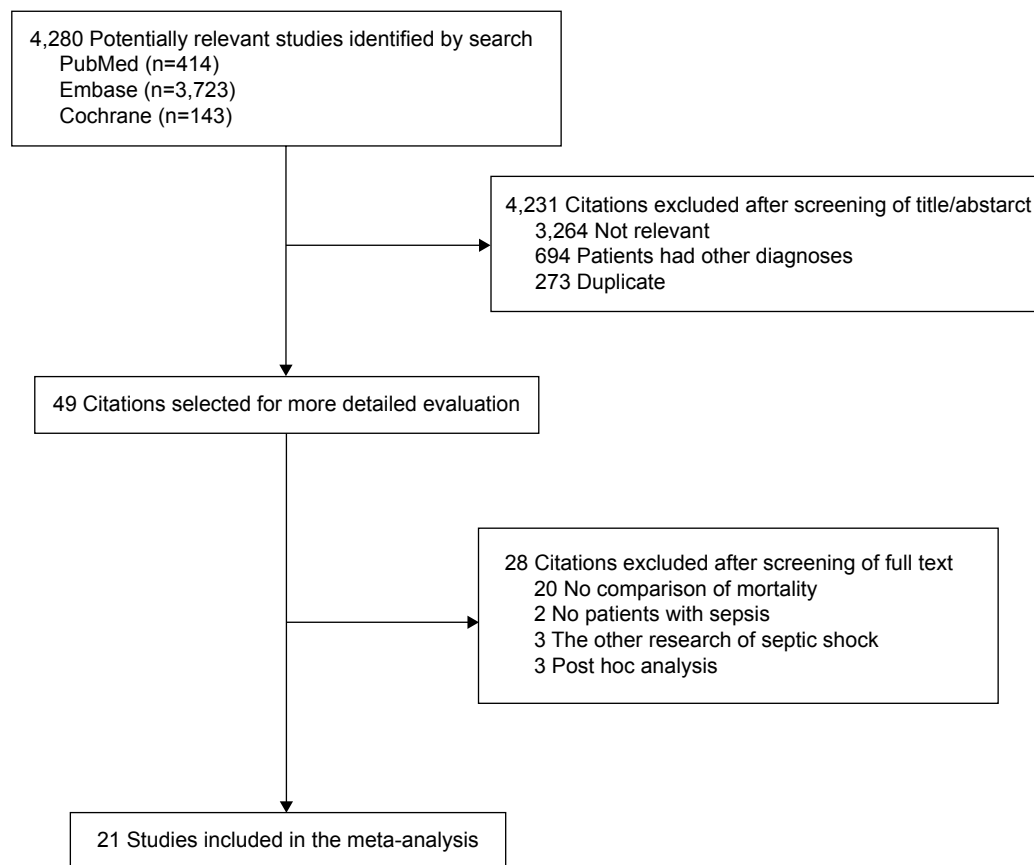 4,280 Potentially relevant studies identified by search
PubMed (n=414)
Embase (n=3,723)
Cochrane (n=143)
4,231 Citations excluded after screening of title/abstarct
3,264 Not relevant
694 Patients had other diagnoses
273 Duplicate
49 Citations selected for more detailed evaluation
28 Citations excluded after screening of full text
20 No comparison of mortality
2 No patients with sepsis
3 The other research of septic shock
3 Post hoc analysis
21 Studies included in the meta-analysis